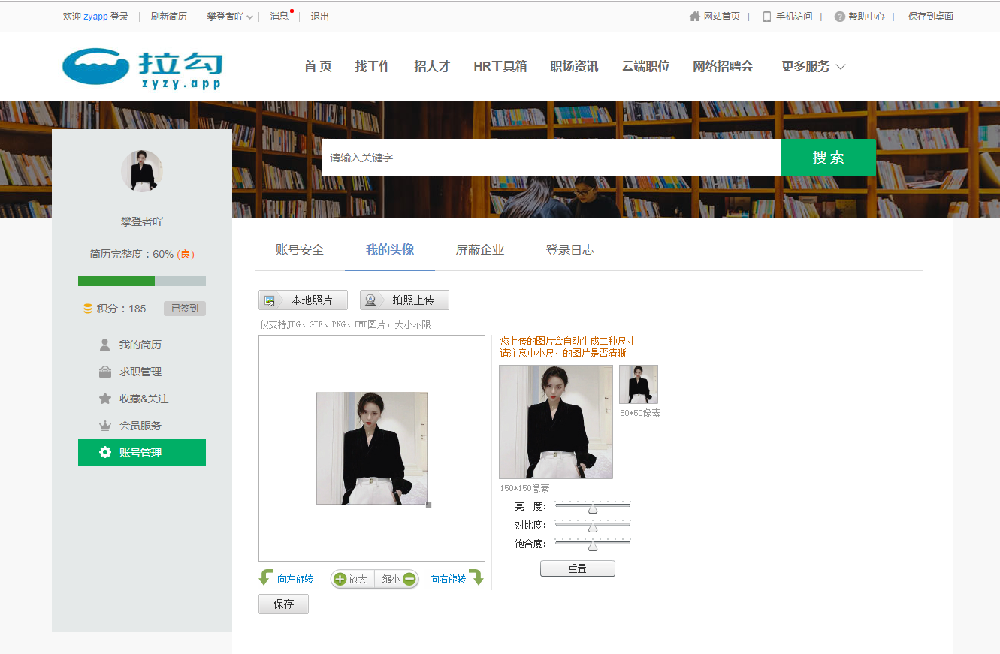 欢迎 zyapp 登录 刷新简历 攀登者吖 消息 退出 网站首页 | 手机访问 | 帮助中心 | 保存到桌面
拉勾
zyzy.app
首 页 找工作 招人才 HR工具箱 职场资讯 云端职位 网络招聘会 更多服务
请输入关键字 搜 索
攀登者吖
简历完整度：60% (良)
积分：185 已签到
我的简历
求职管理
收藏&关注
会员服务
账号管理
账号安全 我的头像 屏蔽企业 登录日志
本地照片 拍照上传
仅支持JPG、GIF、PNG、BMP图片，大小不限
您上传的图片会自动生成二种尺寸
请注意中小尺寸的图片是否清晰
50*50像素
150*150像素
亮 度：
对比度：
饱合度：
重置
向左旋转 放大 缩小 向右旋转
保存